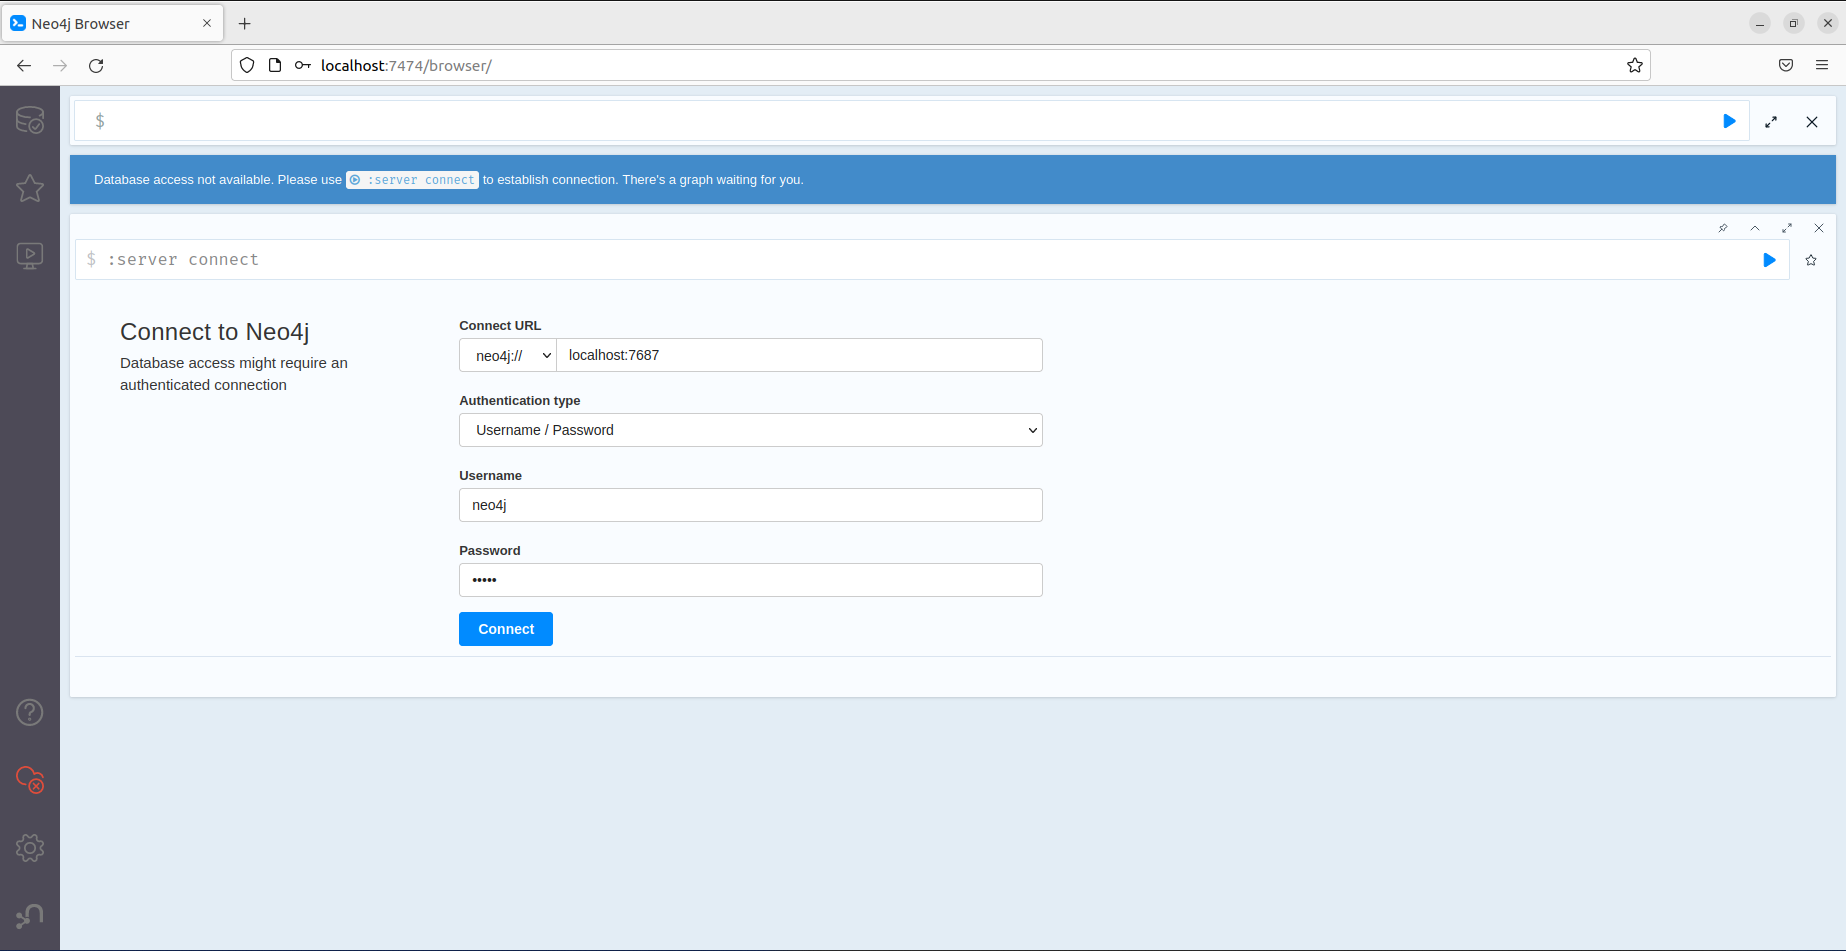 Neo4j Browser
localhost:7474/browser/
$
Database access not available. Please use :server connect to establish connection. There's a graph waiting for you.
$ :server connect
Connect to Neo4j
Database access might require an
authenticated connection
Connect URL
neo4j:// localhost:7687
Authentication type
Username / Password
Username
neo4j
Password
•••••
Connect